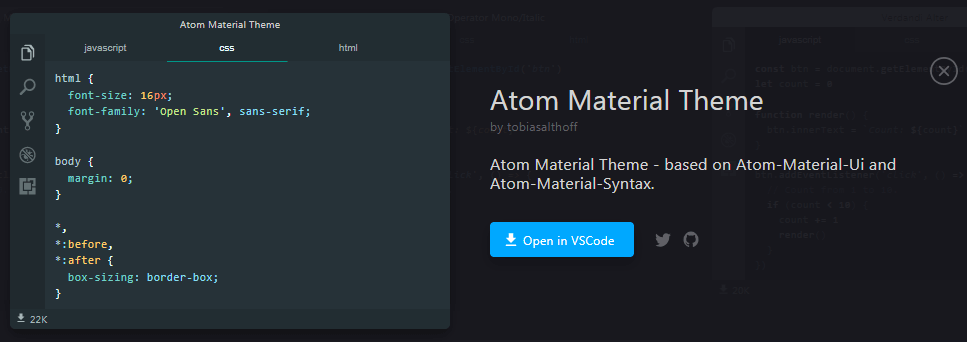 Atom Material Theme
javascript css html
html {
font-size: 16px;
font-family: 'Open Sans', sans-serif;
}
body {
margin: 0;
}
*,
*:before,
*:after {
box-sizing: border-box;
}
22K
Atom Material Theme
by tobiasalthoff
Atom Material Theme - based on Atom-Material-Ui and
Atom-Material-Syntax.
Open in VSCode